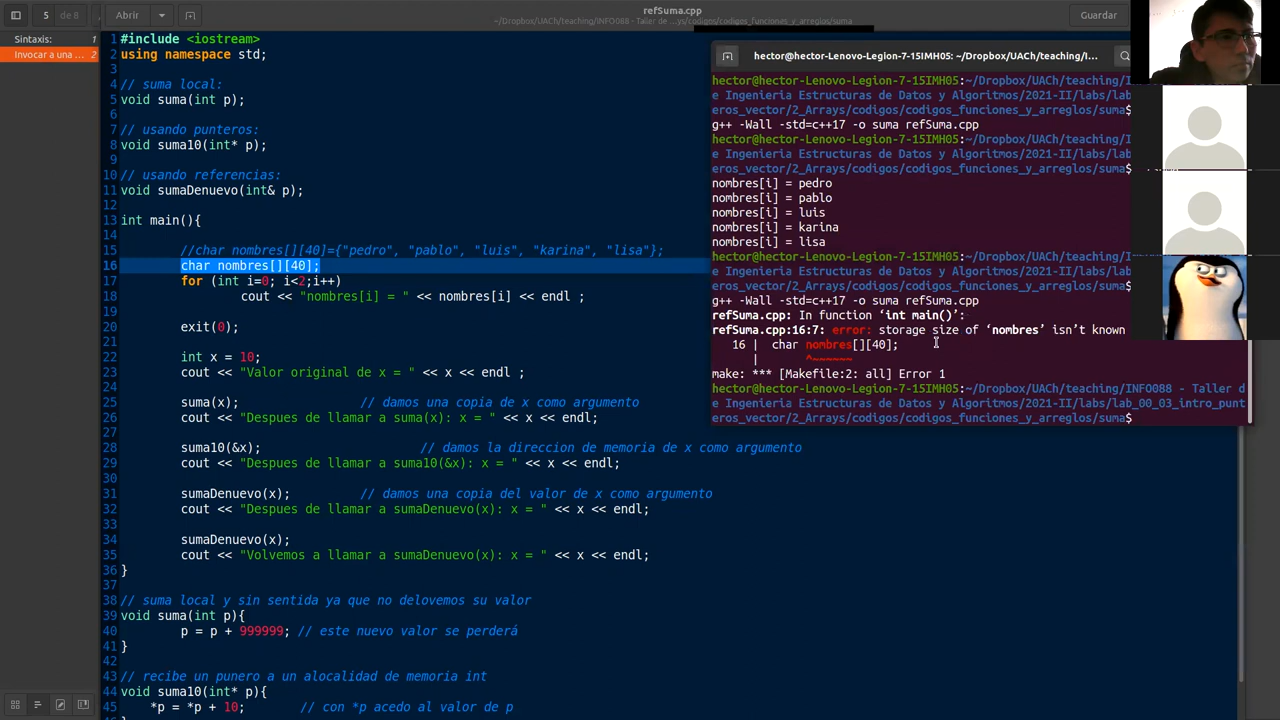 5 de 8
Abrir
refSuma.cpp
~/Dropbox/UACh/teaching/INFO088 - Taller de ...ys/codigos/codigos_funciones_y_arreglos/suma
Guardar
Sintaxis: 1
Invocar a una ... 2
1 #include <iostream>
2 using namespace std;
3
4 // suma local:
5 void suma(int p);
6
7 // usando punteros:
8 void suma10(int* p);
9
10 // usando referencias:
11 void sumaDenuevo(int& p);
12
13 int main(){
14
15 //char nombres[][40]={"pedro", "pablo", "luis", "karina", "lisa"};
16 char nombres[][40];
17 for (int i=0; i<2;i++)
18 cout << "nombres[i] = " << nombres[i] << endl ;
19
20 exit(0);
21
22 int x = 10;
23 cout << "Valor original de x = " << x << endl ;
24
25 suma(x); // damos una copia de x como argumento
26 cout << "Despues de llamar a suma(x): x = " << x << endl;
27
28 suma10(&x); // damos la direccion de memoria de x como argumento
29 cout << "Despues de llamar a suma10(&x): x = " << x << endl;
30
31 sumaDenuevo(x); // damos una copia del valor de x como argumento
32 cout << "Despues de llamar a sumaDenuevo(x): x = " << x << endl;
33
34 sumaDenuevo(x);
35 cout << "Volvemos a llamar a sumaDenuevo(x): x = " << x << endl;
36 }
37
38 // suma local y sin sentida ya que no delovemos su valor
39 void suma(int p){
40 p = p + 999999; // este nuevo valor se perderá
41 }
42
43 // recibe un punero a un alocalidad de memoria int
44 void suma10(int* p){
45 *p = *p + 10; // con *p acedo al valor de p
hector@hector-Lenovo-Legion-7-15IMH05: ~/Dropbox/UACh/teaching/I...
hector@hector-Lenovo-Legion-7-15IMH05:~/Dropbox/UACh/teaching/
e Ingenieria Estructuras de Datos y Algoritmos/2021-II/labs/lab
eros_vector/2_Arrays/codigos/codigos_funciones_y_arreglos/suma$
g++ -Wall -std=c++17 -o suma refSuma.cpp
hector@hector-Lenovo-Legion-7-15IMH05:~/Dropbox/UACh/teaching/
e Ingenieria Estructuras de Datos y Algoritmos/2021-II/labs/lab
eros_vector/2_Arrays/codigos/codigos_funciones_y_arreglos/suma$
nombres[i] = pedro
nombres[i] = pablo
nombres[i] = luis
nombres[i] = karina
nombres[i] = lisa
hector@hector-Lenovo-Legion-7-15IMH05:~/Dropbox/UACh/teaching/
e Ingenieria Estructuras de Datos y Algoritmos/2021-II/labs/lab
eros_vector/2_Arrays/codigos/codigos_funciones_y_arreglos/suma$
g++ -Wall -std=c++17 -o suma refSuma.cpp
refSuma.cpp: In function ‘int main()’:
refSuma.cpp:16:7: error: storage size of ‘nombres’ isn’t known
16 | char nombres[][40];
| ^~~~~~~
make: *** [Makefile:2: all] Error 1
hector@hector-Lenovo-Legion-7-15IMH05:~/Dropbox/UACh/teaching/INFO088 - Taller d
e Ingenieria Estructuras de Datos y Algoritmos/2021-II/labs/lab_00_03_intro_punt
eros_vector/2_Arrays/codigos/codigos_funciones_y_arreglos/suma$